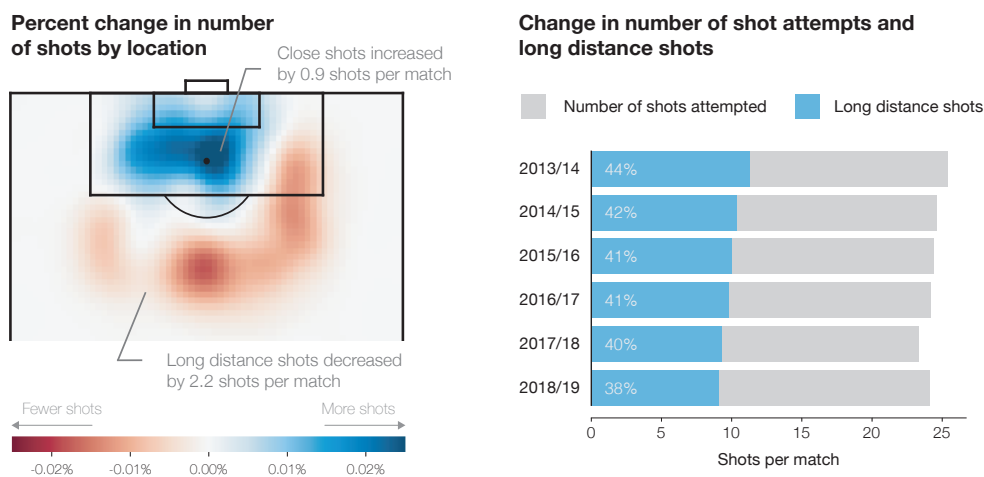 Percent change in number
of shots by location
Close shots increased
by 0.9 shots per match
Long distance shots decreased
by 2.2 shots per match
Fewer shots
More shots
-0.02%
-0.01%
0.00%
0.01%
0.02%
Change in number of shot attempts and
long distance shots
Number of shots attempted
Long distance shots
2013/14
44%
2014/15
42%
2015/16
41%
2016/17
41%
2017/18
40%
2018/19
38%
0
5
10
15
20
25
Shots per match